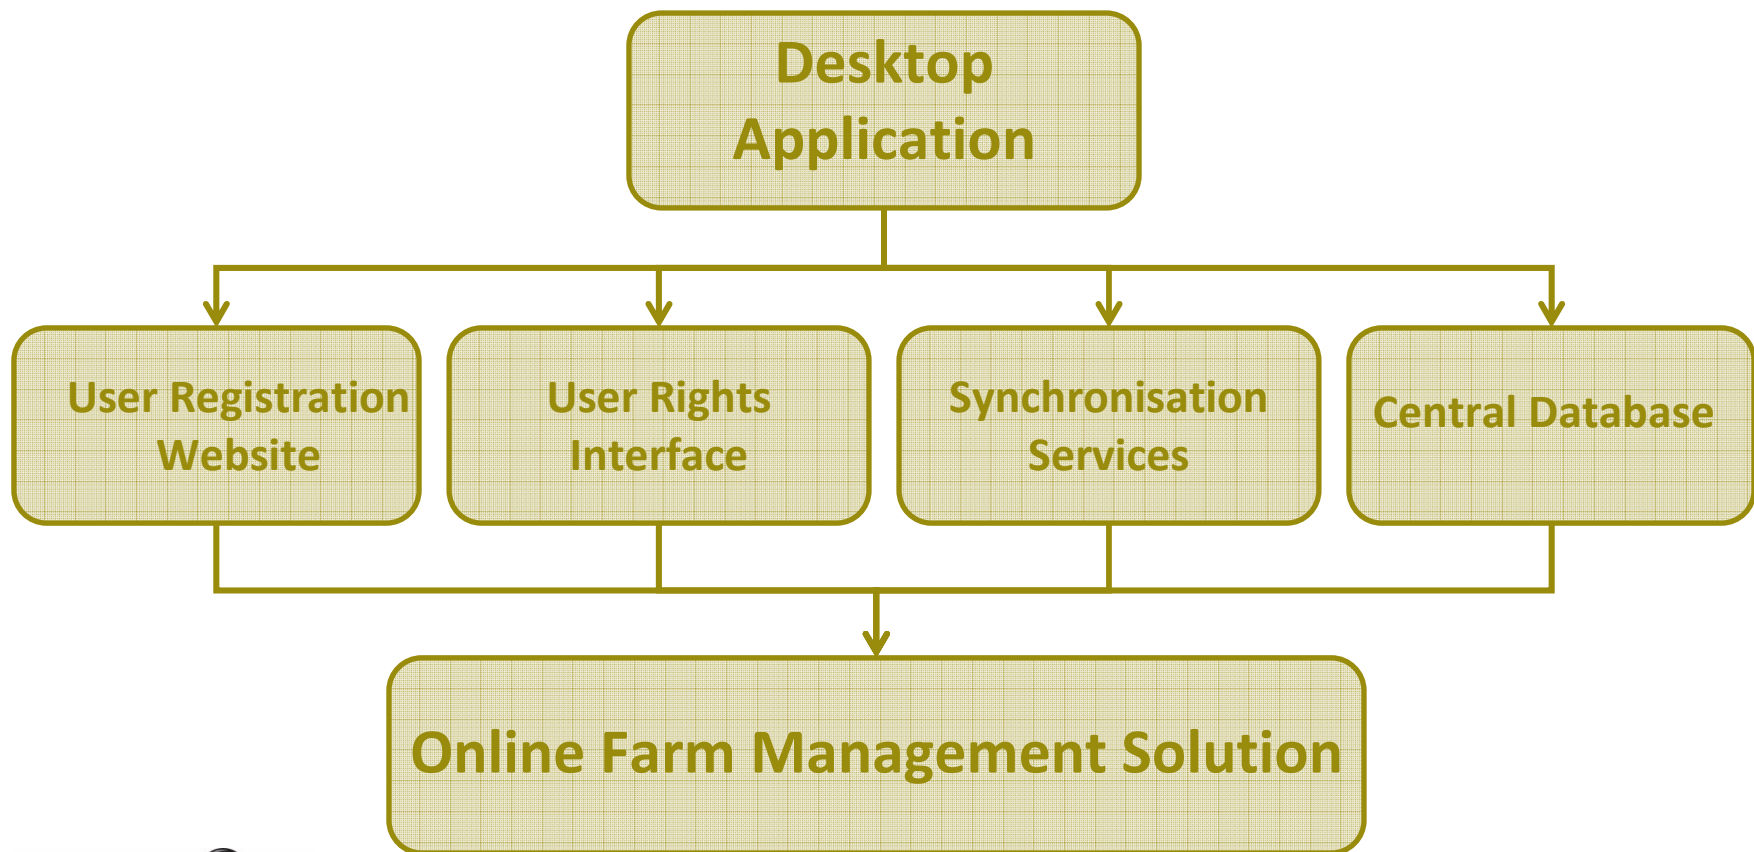 Desktop
Application
User Registration
Website
User Rights
Interface
Synchronisation
Services
Central Database
Online Farm Management Solution